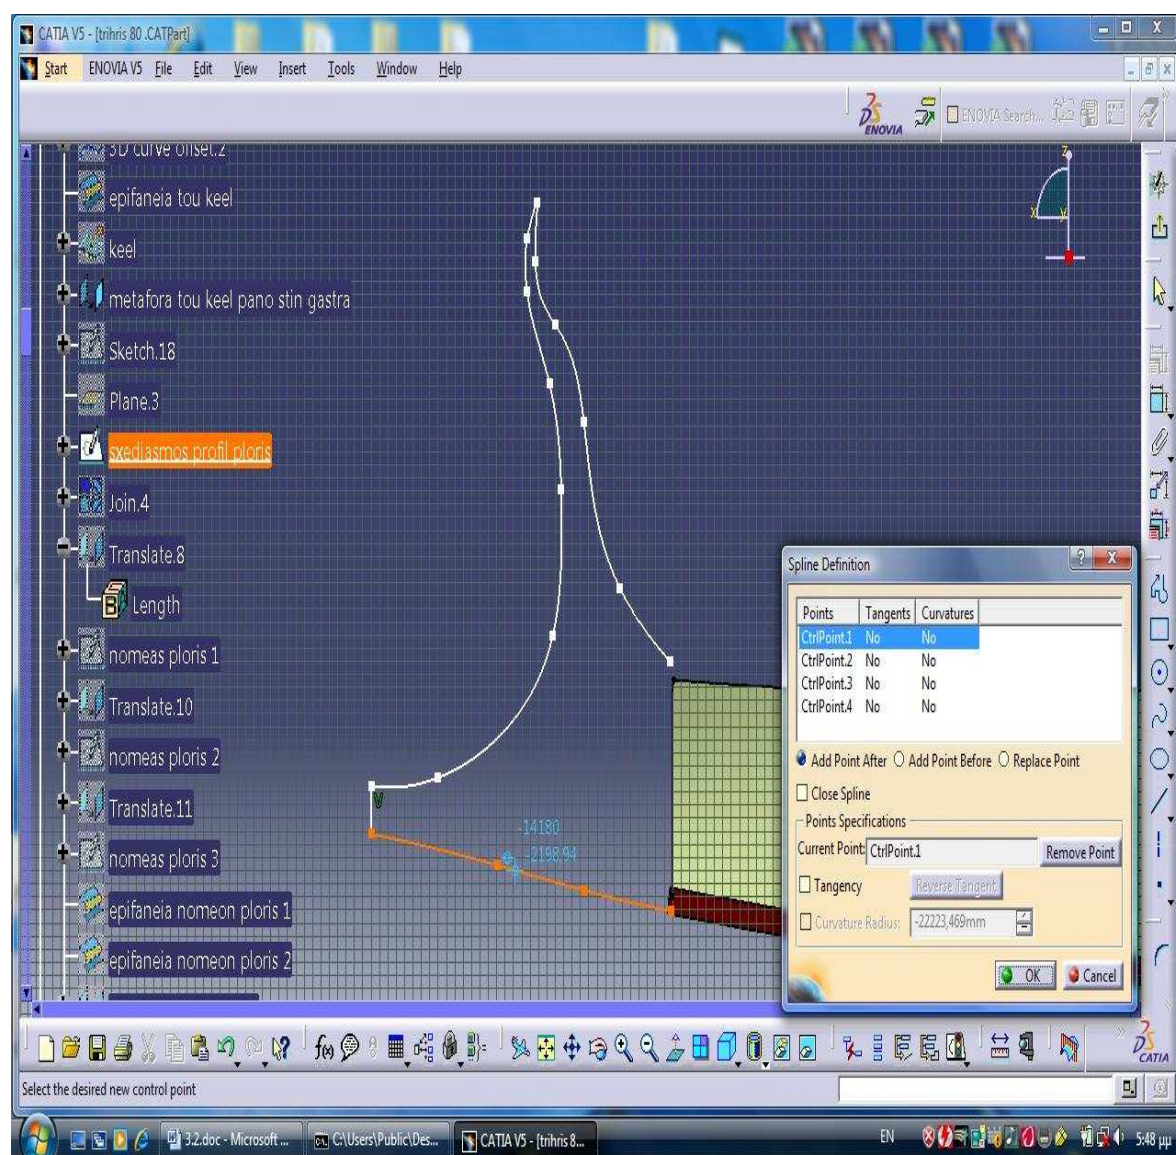 CATIA V5 - [trihris 80 .CATPart]
Start ENOVIA V5 File Edit View Insert Tools Window Help
ENOVIA ENOVIA Search...
3D curve offset.2
epifaneia tou keel
keel
metafora tou keel pano stin gastra
Sketch.18
Plane.3
sxediasmos profil ploris
Join.4
Translate.8
Length
nomeas ploris 1
Translate.10
nomeas ploris 2
Translate.11
nomeas ploris 3
epifaneia nomeon ploris 1
epifaneia nomeon ploris 2
z
x y
V
-14180
-2198.94
Spline Definition
Points Tangents Curvatures
CtrlPoint.1 No No
CtrlPoint.2 No No
CtrlPoint.3 No No
CtrlPoint.4 No No
Add Point After Add Point Before Replace Point
Close Spline
Points Specifications
Current Point: CtrlPoint.1 Remove Point
Tangency Reverse Tangent
Curvature Radius: -22223,469mm
OK Cancel
f(x)
CATIA
Select the desired new control point
3.2.doc - Microsoft ... C:\Users\Public\Des... CATIA V5 - [trihris 8... EN 5:48 μμ